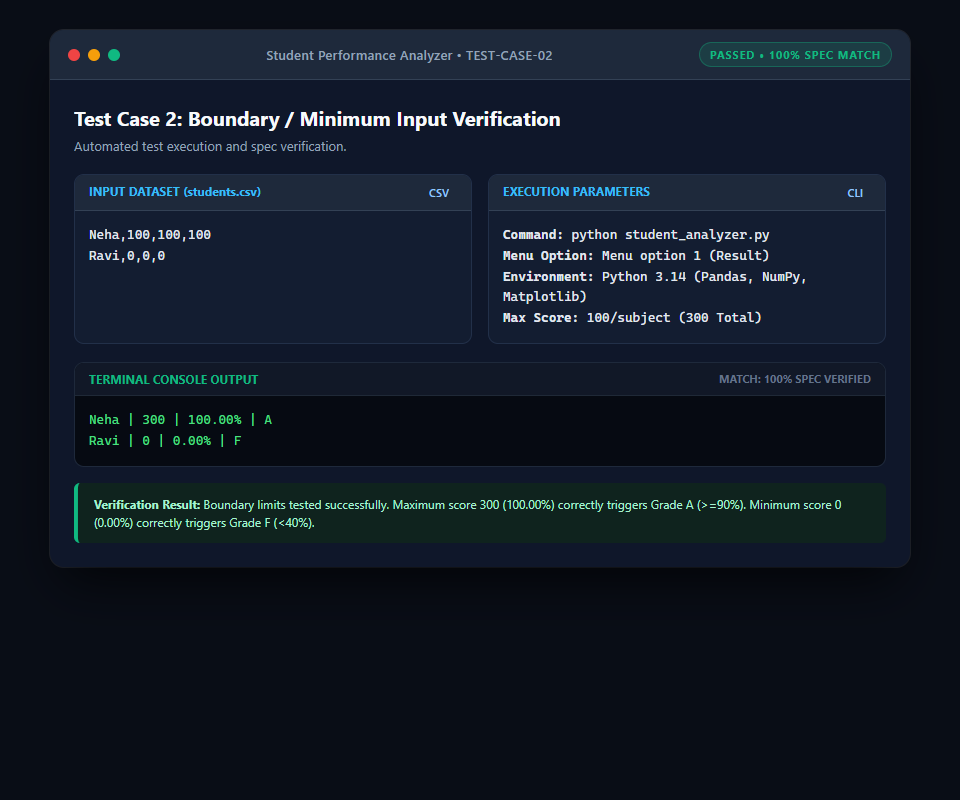 Student Performance Analyzer • TEST-CASE-02
PASSED • 100% SPEC MATCH
Test Case 2: Boundary / Minimum Input Verification
Automated test execution and spec verification.
INPUT DATASET (students.csv)
CSV
Neha,100,100,100
Ravi,0,0,0
EXECUTION PARAMETERS
CLI
Command: python student_analyzer.py
Menu Option: Menu option 1 (Result)
Environment: Python 3.14 (Pandas, NumPy,
Matplotlib)
Max Score: 100/subject (300 Total)
TERMINAL CONSOLE OUTPUT
MATCH: 100% SPEC VERIFIED
Neha | 300 | 100.00% | A
Ravi | 0 | 0.00% | F
Verification Result: Boundary limits tested successfully. Maximum score 300 (100.00%) correctly triggers Grade A (>=90%). Minimum score 0
(0.00%) correctly triggers Grade F (<40%).